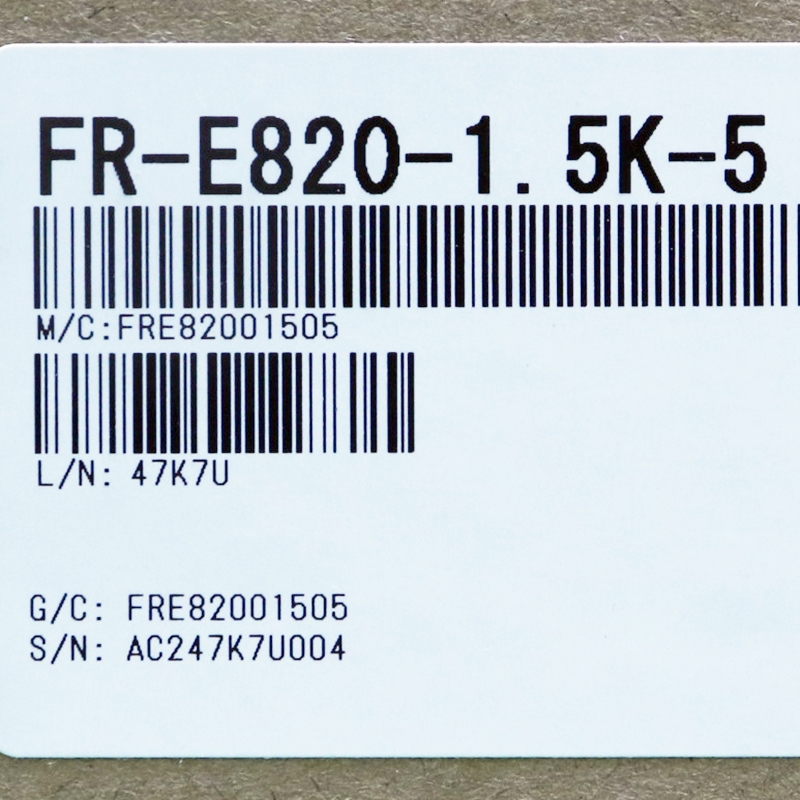 FR-E820-1.5K-5
M/C:FRE82001505
L/N: 47K7U
G/C: FRE82001505
S/N: AC247K7U004